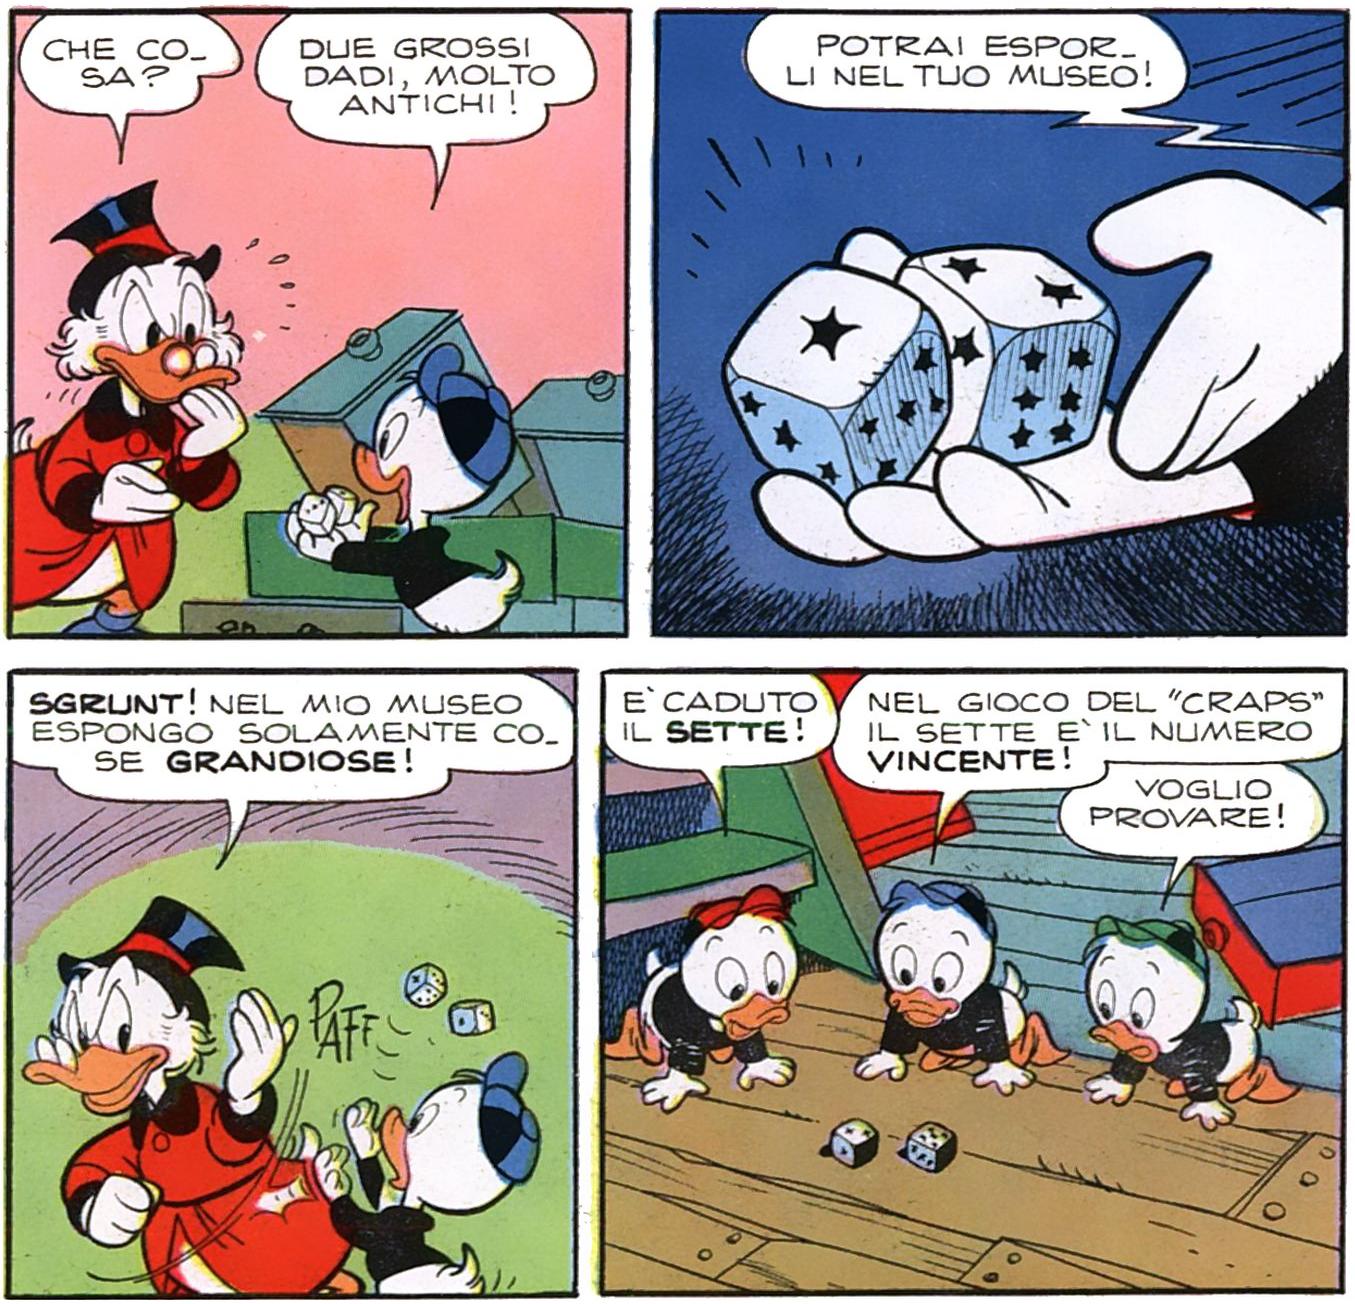 CHE CO_
SA?
DUE GROSSI
DADI, MOLTO
ANTICHI!
POTRAI ESPOR_
LI NEL TUO MUSEO!
SGRUNT! NEL MIO MUSEO
ESPONGO SOLAMENTE CO_
SE GRANDIOSE!
PAFF
E` CADUTO
IL SETTE!
NEL GIOCO DEL "CRAPS"
IL SETTE E` IL NUMERO
VINCENTE!
VOGLIO
PROVARE!